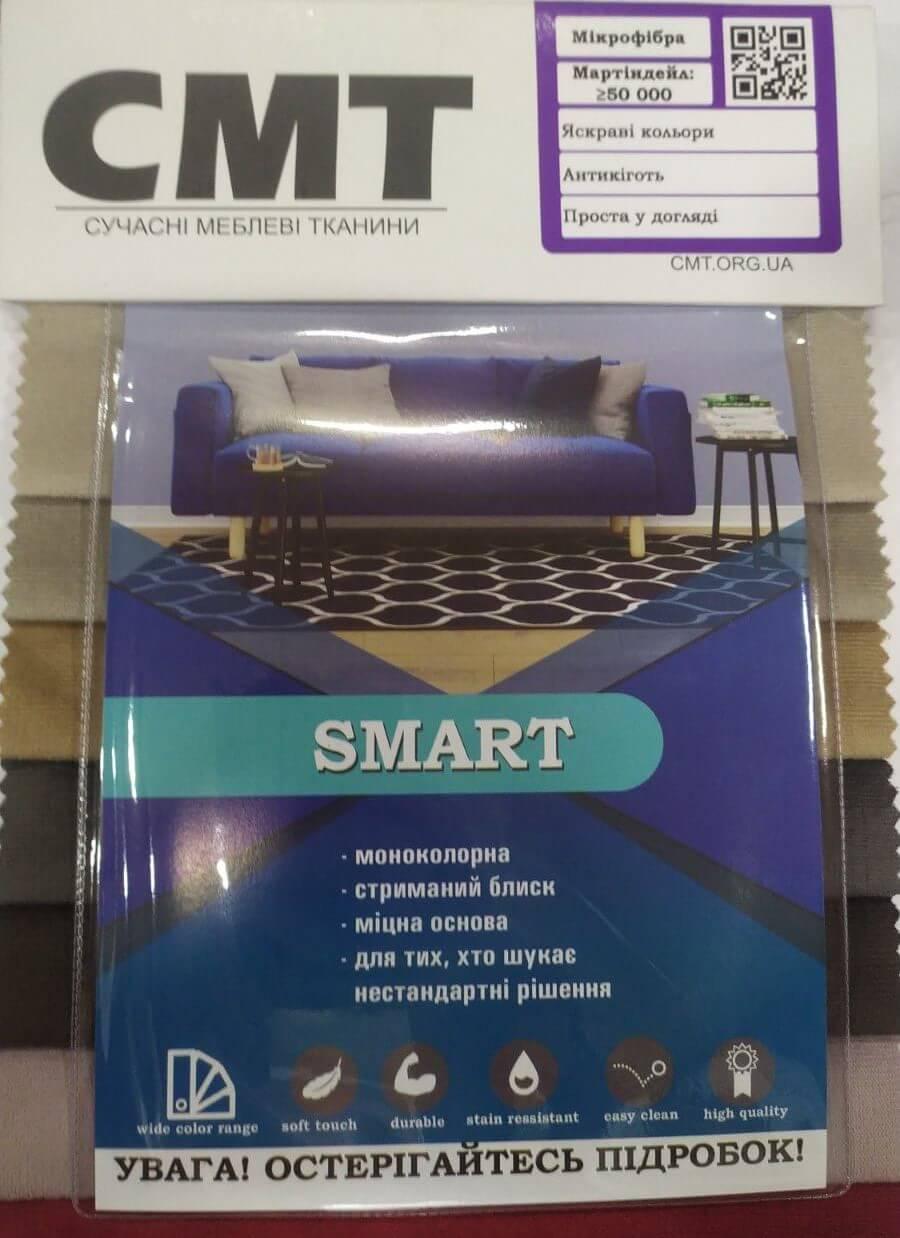 СМТ
СУЧАСНІ МЕБЛЕВІ ТКАНИНИ
Мікрофібра
Мартіндейл:
≥50 000
Яскраві кольори
Антикіготь
Проста у догляді
CMT.ORG.UA
SMART
· моноколорна
· стриманий блиск
· міцна основа
· для тих, хто шукає
нестандартні рішення
wide color range
soft touch
durable
stain ressistant
easy clean
high quality
УВАГА! ОСТЕРІГАЙТЕСЬ ПІДРОБОК!